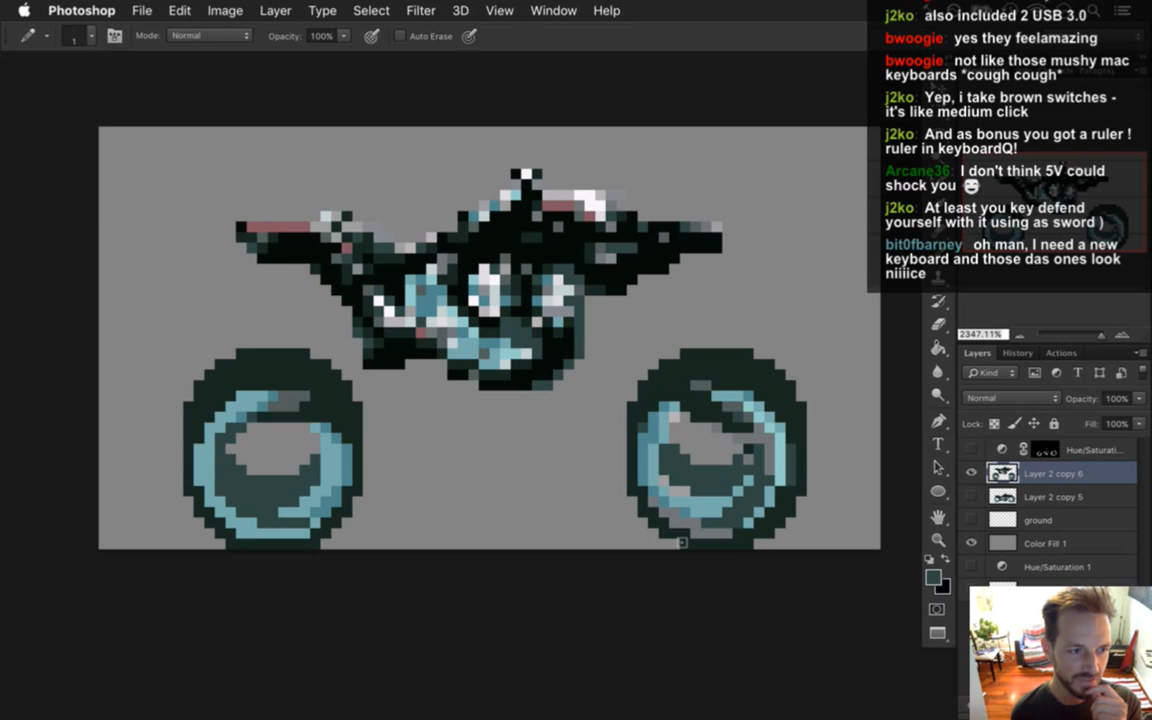 Photoshop File Edit Image Layer Type Select Filter 3D View Window Help
1 Mode: Normal Opacity: 100% Auto Erase
j2ko: also included 2 USB 3.0
bwoogie: yes they feelamazing
bwoogie: not like those mushy mac
keyboards *cough cough*
j2ko: Yep, i take brown switches -
it's like medium click
j2ko: And as bonus you got a ruler !
ruler in keyboardQ!
Arcane36: I don't think 5V could
shock you
j2ko: At least you key defend
yourself with it using as sword )
bit0fbarney oh man, I need a new
keyboard and those das ones look
niiiice
2347.11%
Layers History Actions
Kind
Normal Opacity: 100%
Lock: Fill: 100%
Hue/Saturati...
Layer 2 copy 6
Layer 2 copy 5
ground
Color Fill 1
Hue/Saturation 1